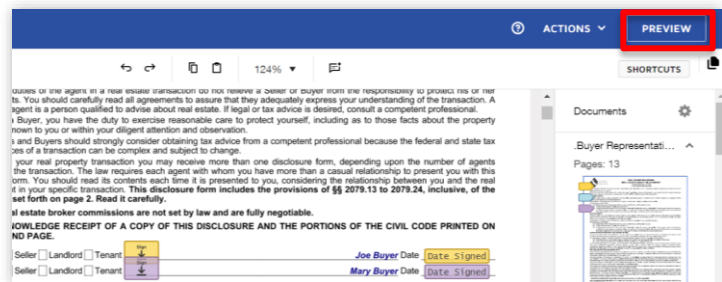 ACTIONS
PREVIEW
124%
SHORTCUTS
duties of the agent in a real estate transaction do not relieve a Seller or Buyer from the responsibility to protect his or her
ts. You should carefully read all agreements to assure that they adequately express your understanding of the transaction. A
agent is a person qualified to advise about real estate. If legal or tax advice is desired, consult a competent professional.
Buyer, you have the duty to exercise reasonable care to protect yourself, including as to those facts about the property
nown to you or within your diligent attention and observation.
s and Buyers should strongly consider obtaining tax advice from a competent professional because the federal and state tax
ces of a transaction can be complex and subject to change.
your real property transaction you may receive more than one disclosure form, depending upon the number of agents
the transaction. The law requires each agent with whom you have more than a casual relationship to present you with this
orm. You should read its contents each time it is presented to you, considering the relationship between you and the real
nt in your specific transaction. This disclosure form includes the provisions of §§ 2079.13 to 2079.24, inclusive, of the
set forth on page 2. Read it carefully.
al estate broker commissions are not set by law and are fully negotiable.
NOWLEDGE RECEIPT OF A COPY OF THIS DISCLOSURE AND THE PORTIONS OF THE CIVIL CODE PRINTED ON
ND PAGE.
Seller Landlord Tenant Sign Joe Buyer Date Date Signed
Seller Landlord Tenant Sign Mary Buyer Date Date Signed
Documents
.Buyer Representati...
Pages: 13